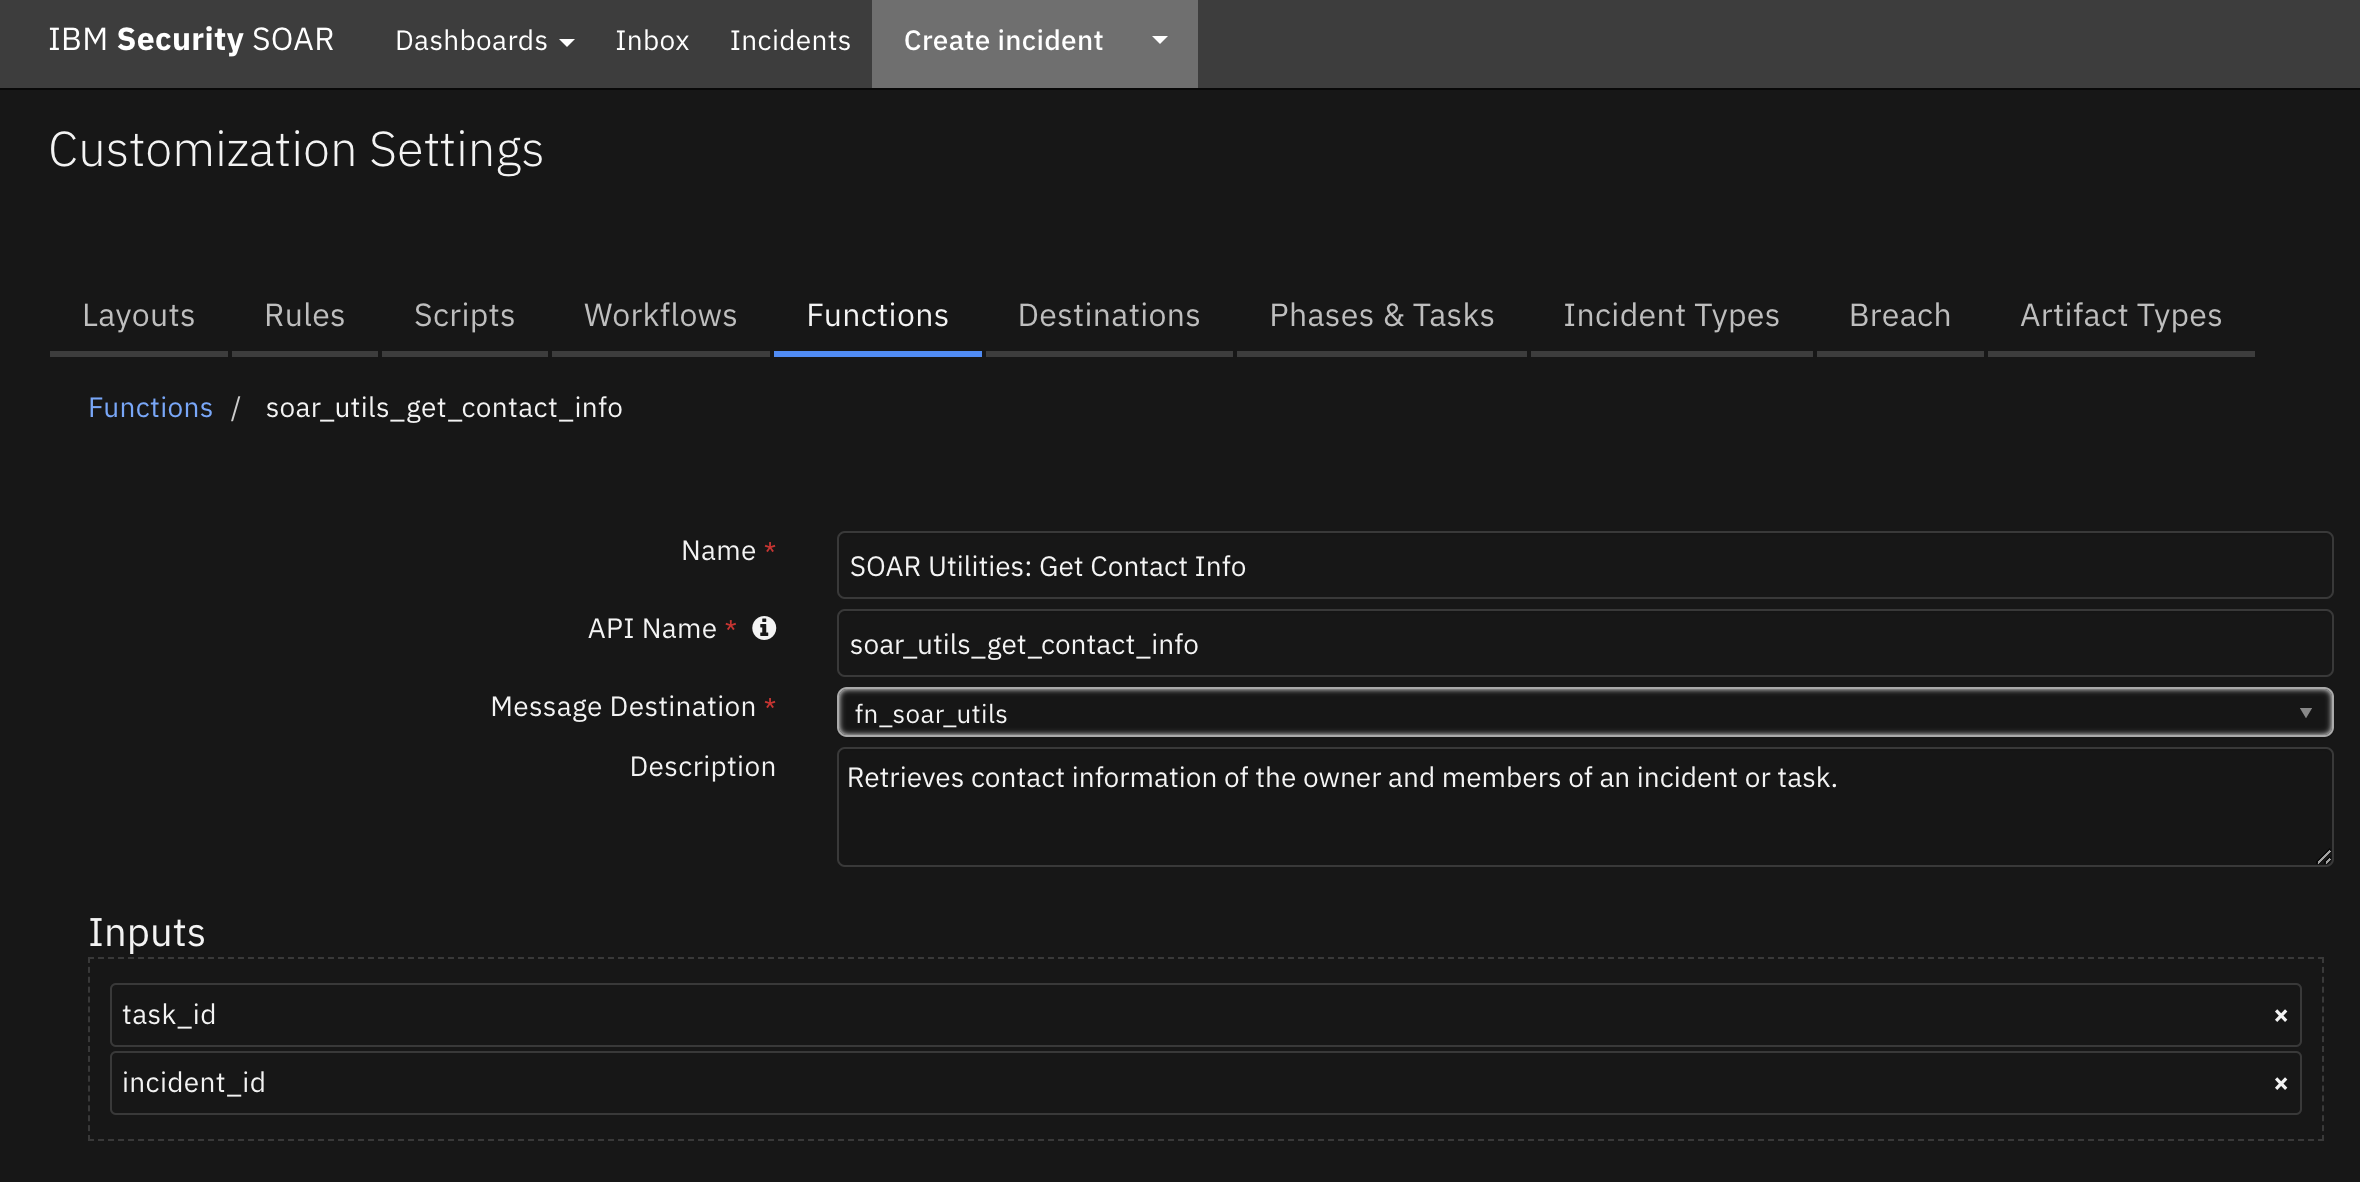 IBM Security SOAR Dashboards Inbox Incidents Create incident
Customization Settings
Layouts Rules Scripts Workflows Functions Destinations Phases & Tasks Incident Types Breach Artifact Types
Functions / soar_utils_get_contact_info
Name * SOAR Utilities: Get Contact Info
API Name * soar_utils_get_contact_info
Message Destination * fn_soar_utils
Description Retrieves contact information of the owner and members of an incident or task.
Inputs
task_id
incident_id